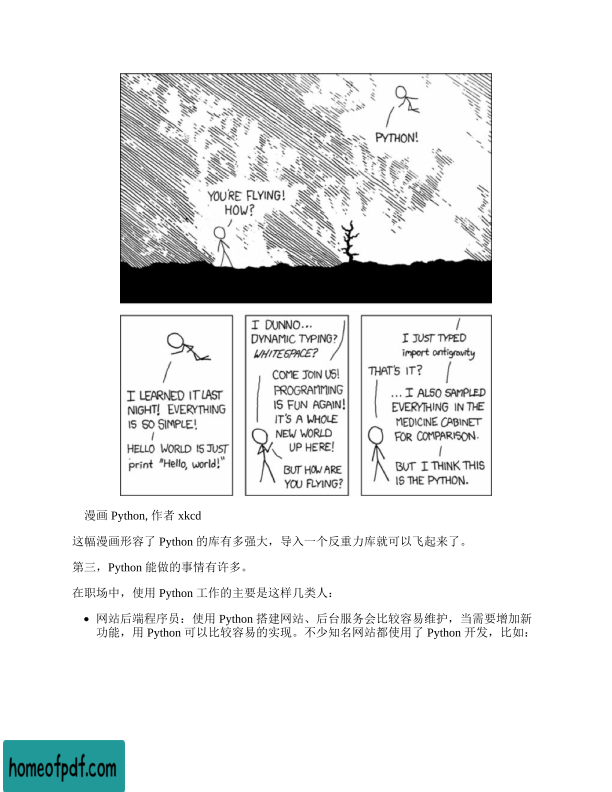 PYTHON!
YOU'RE FLYING!
HOW?
I LEARNED IT LAST
NIGHT! EVERYTHING
IS SO SIMPLE!
HELLO WORLD IS JUST
print "Hello, world!"
I DUNNO...
DYNAMIC TYPING?
WHITESPACE?
COME JOIN US!
PROGRAMMING
IS FUN AGAIN!
IT'S A WHOLE
NEW WORLD
UP HERE!
BUT HOW ARE
YOU FLYING?
I JUST TYPED
import antigravity
THAT'S IT?
... I ALSO SAMPLED
EVERYTHING IN THE
MEDICINE CABINET
FOR COMPARISON.
BUT I THINK THIS
IS THE PYTHON.
漫画 Python, 作者 xkcd
这幅漫画形容了 Python 的库有多强大，导入一个反重力库就可以飞起来了。
第三，Python 能做的事情有许多。
在职场中，使用 Python 工作的主要是这样几类人：
• 网站后端程序员：使用 Python 搭建网站、后台服务会比较容易维护，当需要增加新
功能，用 Python 可以比较容易的实现。不少知名网站都使用了 Python 开发，比如：
homeofpdf.com